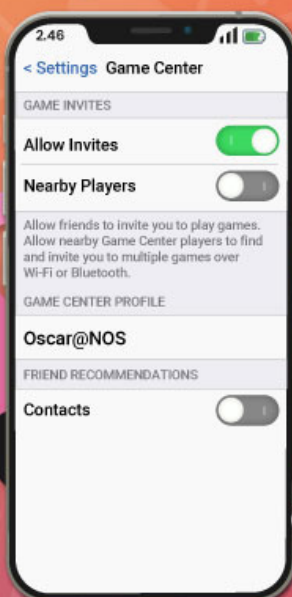 2.46
< Settings Game Center
GAME INVITES
Allow Invites
Nearby Players
Allow friends to invite you to play games.
Allow nearby Game Center players to find
and invite you to multiple games over
Wi-Fi or Bluetooth.
GAME CENTER PROFILE
Oscar@NOS
FRIEND RECOMMENDATIONS
Contacts